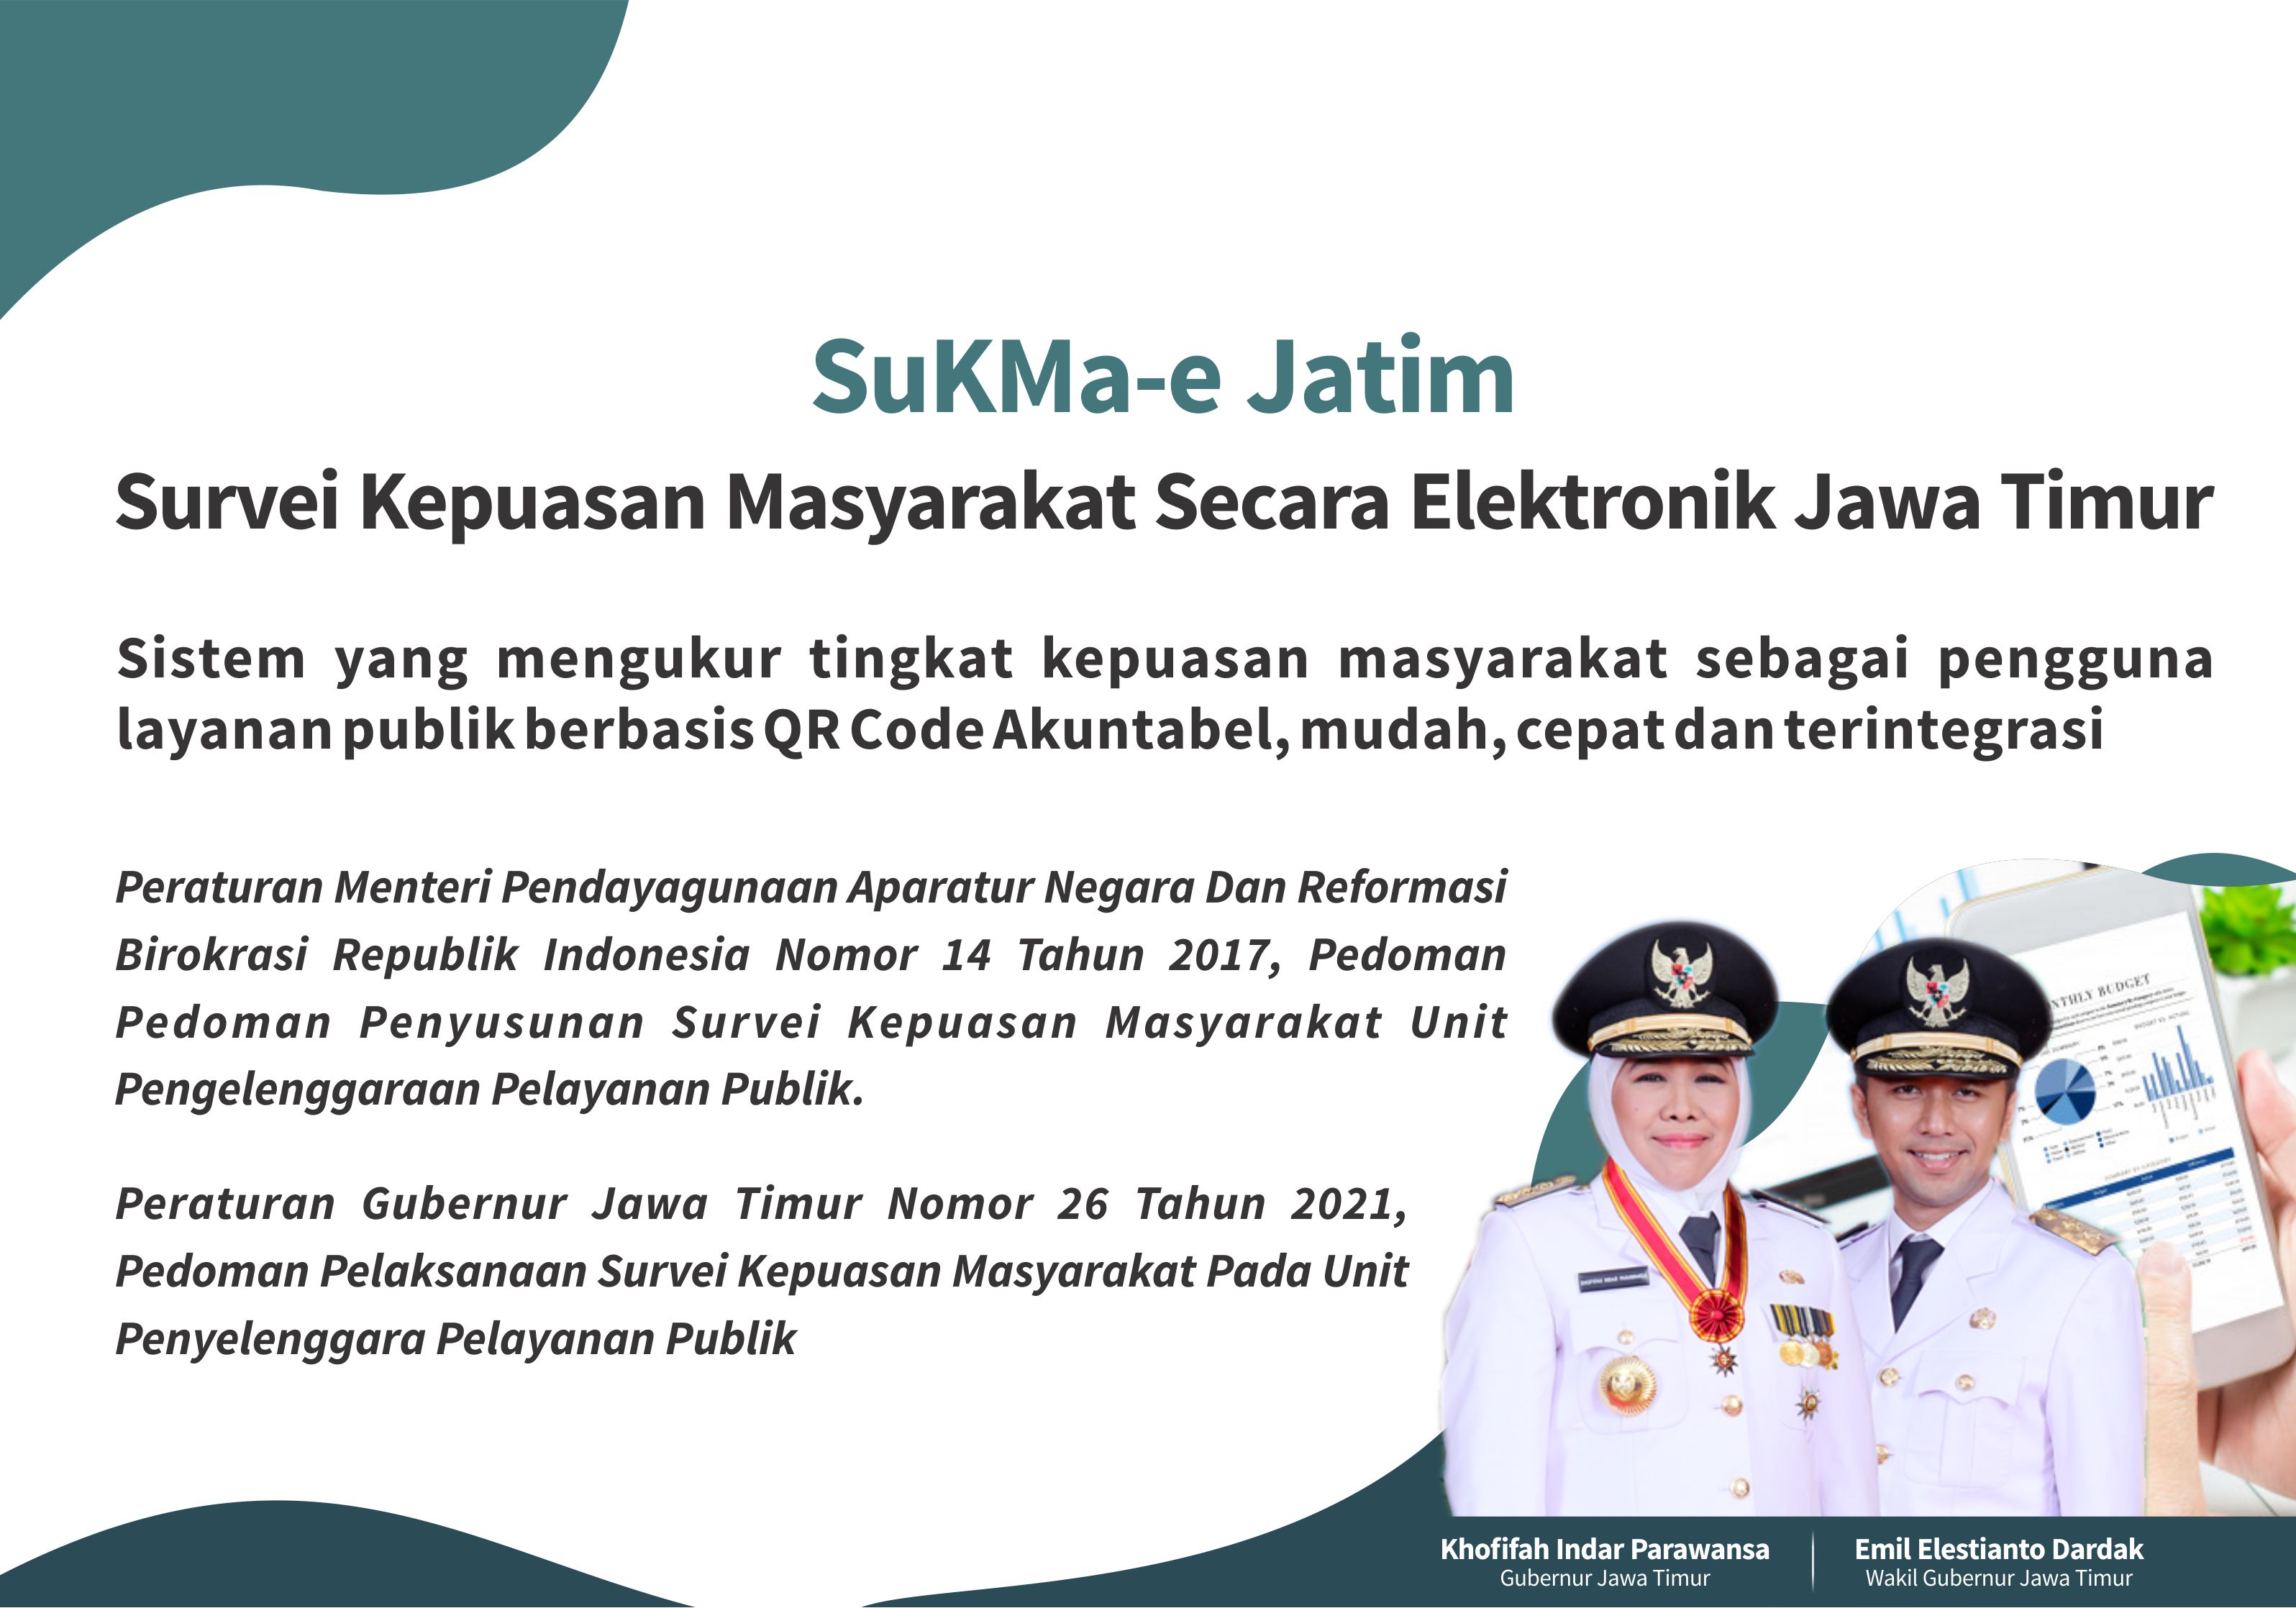 SuKMa-e Jatim
Survei Kepuasan Masyarakat Secara Elektronik Jawa Timur
Sistem yang mengukur tingkat kepuasan masyarakat sebagai pengguna
layanan publik berbasis QR Code Akuntabel, mudah, cepat dan terintegrasi
Peraturan Menteri Pendayagunaan Aparatur Negara Dan Reformasi
Birokrasi Republik Indonesia Nomor 14 Tahun 2017, Pedoman
Pedoman Penyusunan Survei Kepuasan Masyarakat Unit
Pengelenggaraan Pelayanan Publik.
Peraturan Gubernur Jawa Timur Nomor 26 Tahun 2021,
Pedoman Pelaksanaan Survei Kepuasan Masyarakat Pada Unit
Penyelenggara Pelayanan Publik
BUDGET
Khofifah Indar Parawansa
Gubernur Jawa Timur
Emil Elestianto Dardak
Wakil Gubernur Jawa Timur